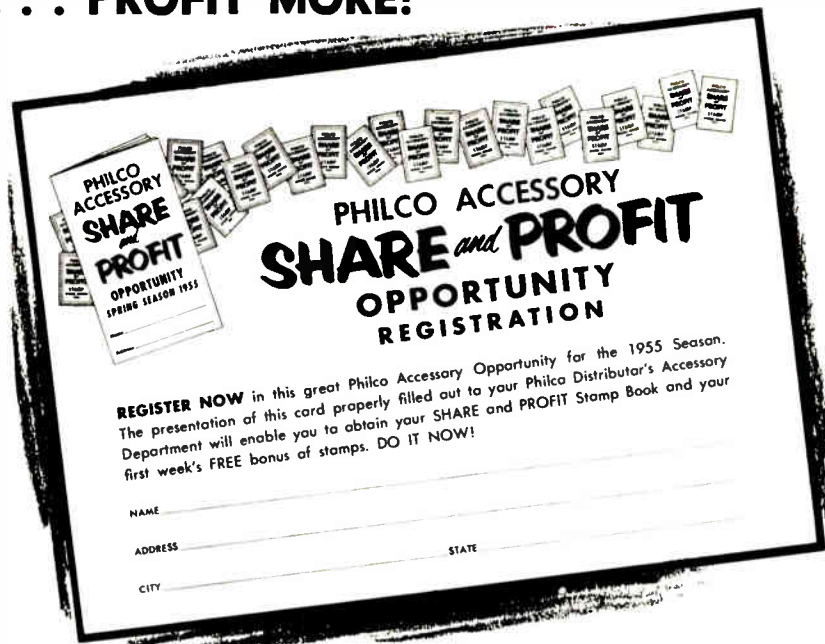 . . . PROFIT MORE!
PHILCO
ACCESSORY
SHARE
and
PROFIT
OPPORTUNITY
SPRING SEASON 1955
PHILCO ACCESSORY
SHARE and PROFIT
OPPORTUNITY
REGISTRATION
REGISTER NOW in this great Philco Accessory Opportunity for the 1955 Season.
The presentation of this card properly filled out to your Philco Distributor's Accessory
Department will enable you to obtain your SHARE and PROFIT Stamp Book and your
first week's FREE bonus of stamps. DO IT NOW!
NAME
ADDRESS
CITY STATE